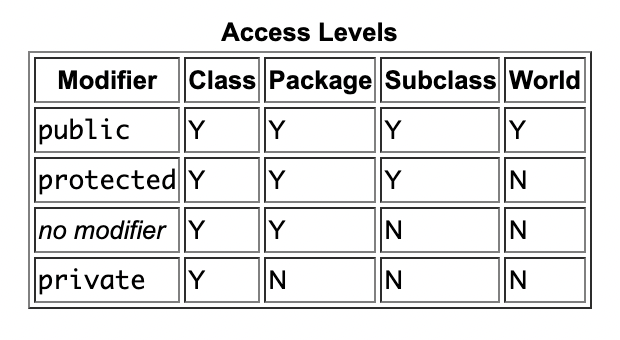 Access Levels
Modifier Class Package Subclass World
public Y Y Y Y
protected Y Y Y N
no modifier Y Y N N
private Y N N N